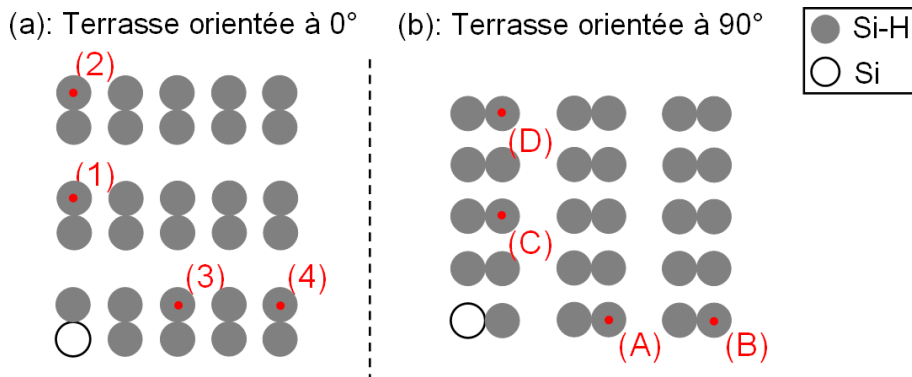 (a): Terrasse orientée à 0°
(b): Terrasse orientée à 90°
Si-H
Si
(2)
(1)
(3)
(4)
(D)
(C)
(A)
(B)